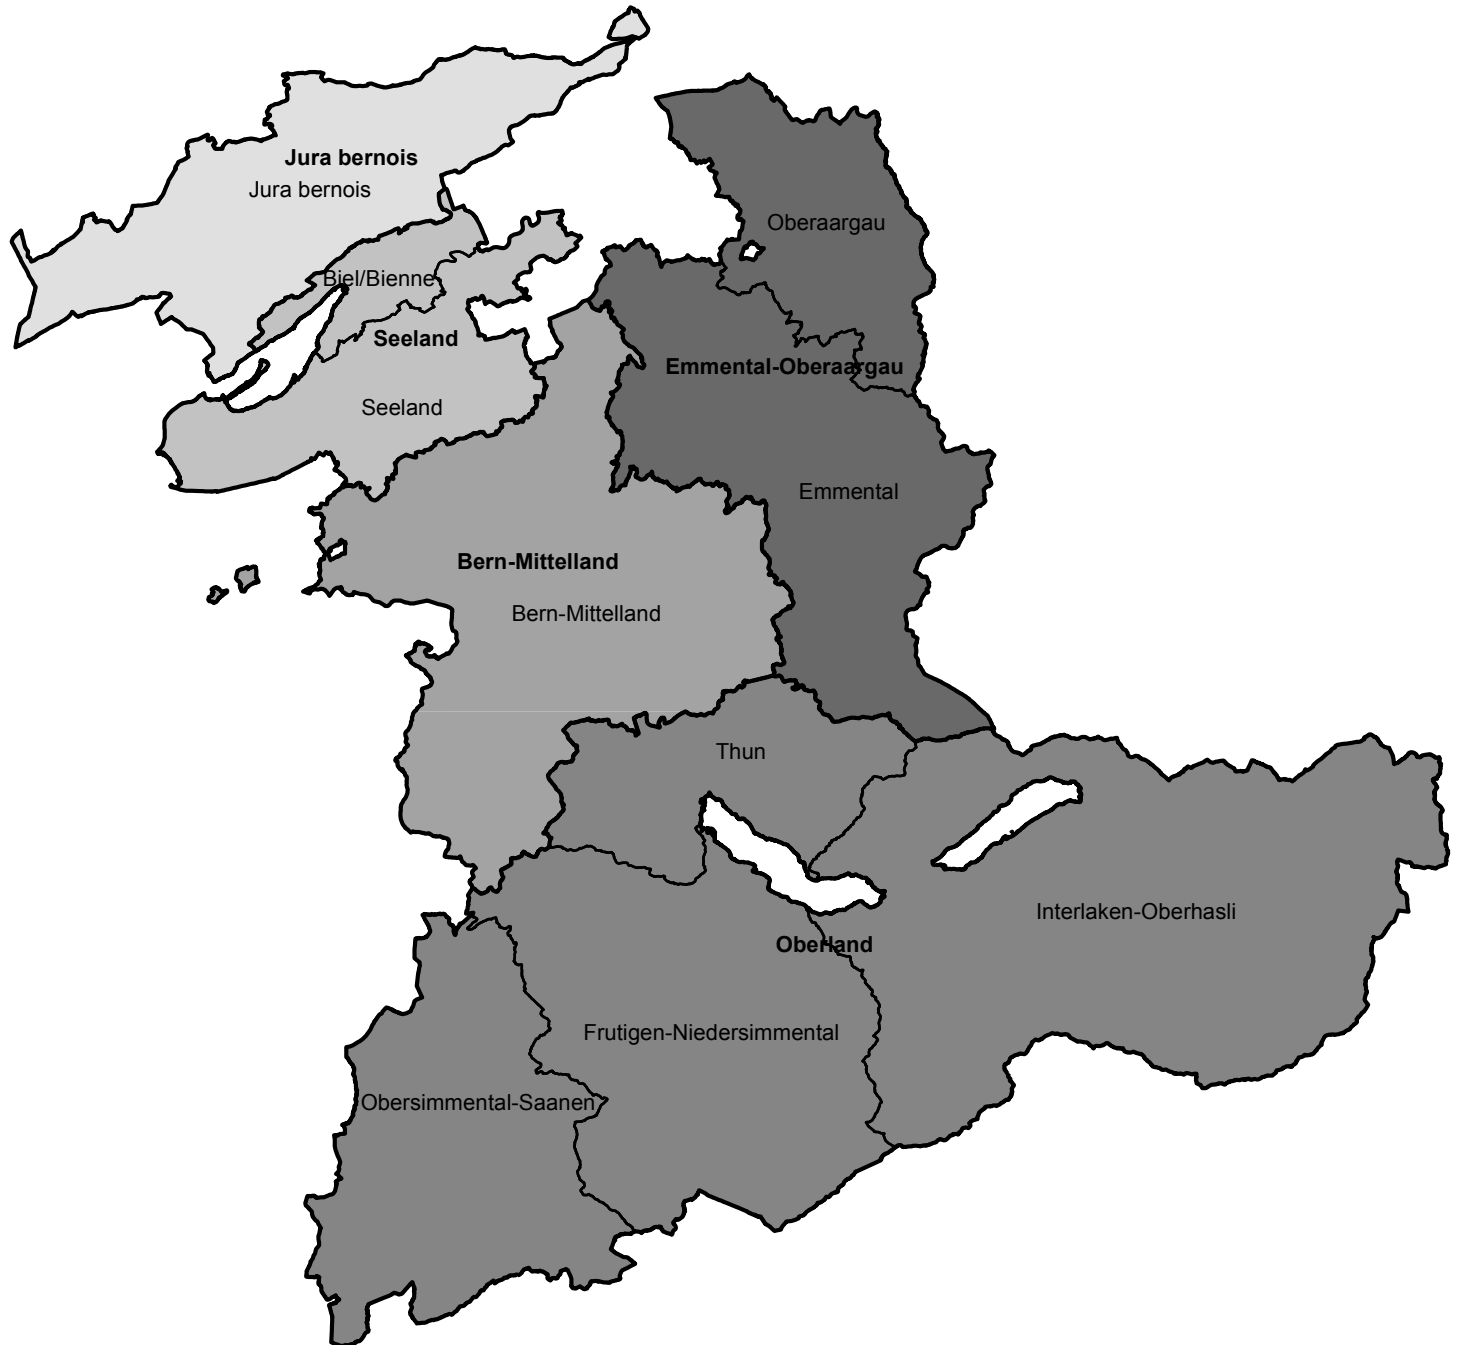 Jura bernois
Jura bernois
Oberaargau
Biel/Bienne
Seeland
Emmental-Oberaargau
Seeland
Emmental
Bern-Mittelland
Bern-Mittelland
Thun
Interlaken-Oberhasli
Oberland
Frutigen-Niedersimmental
Obersimmental-Saanen